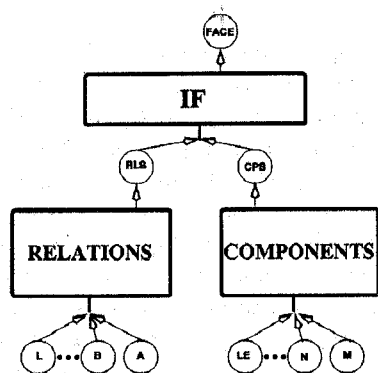 FACE
IF
RLS CPS
RELATIONS COMPONENTS
L ••• B A LE ••• N M